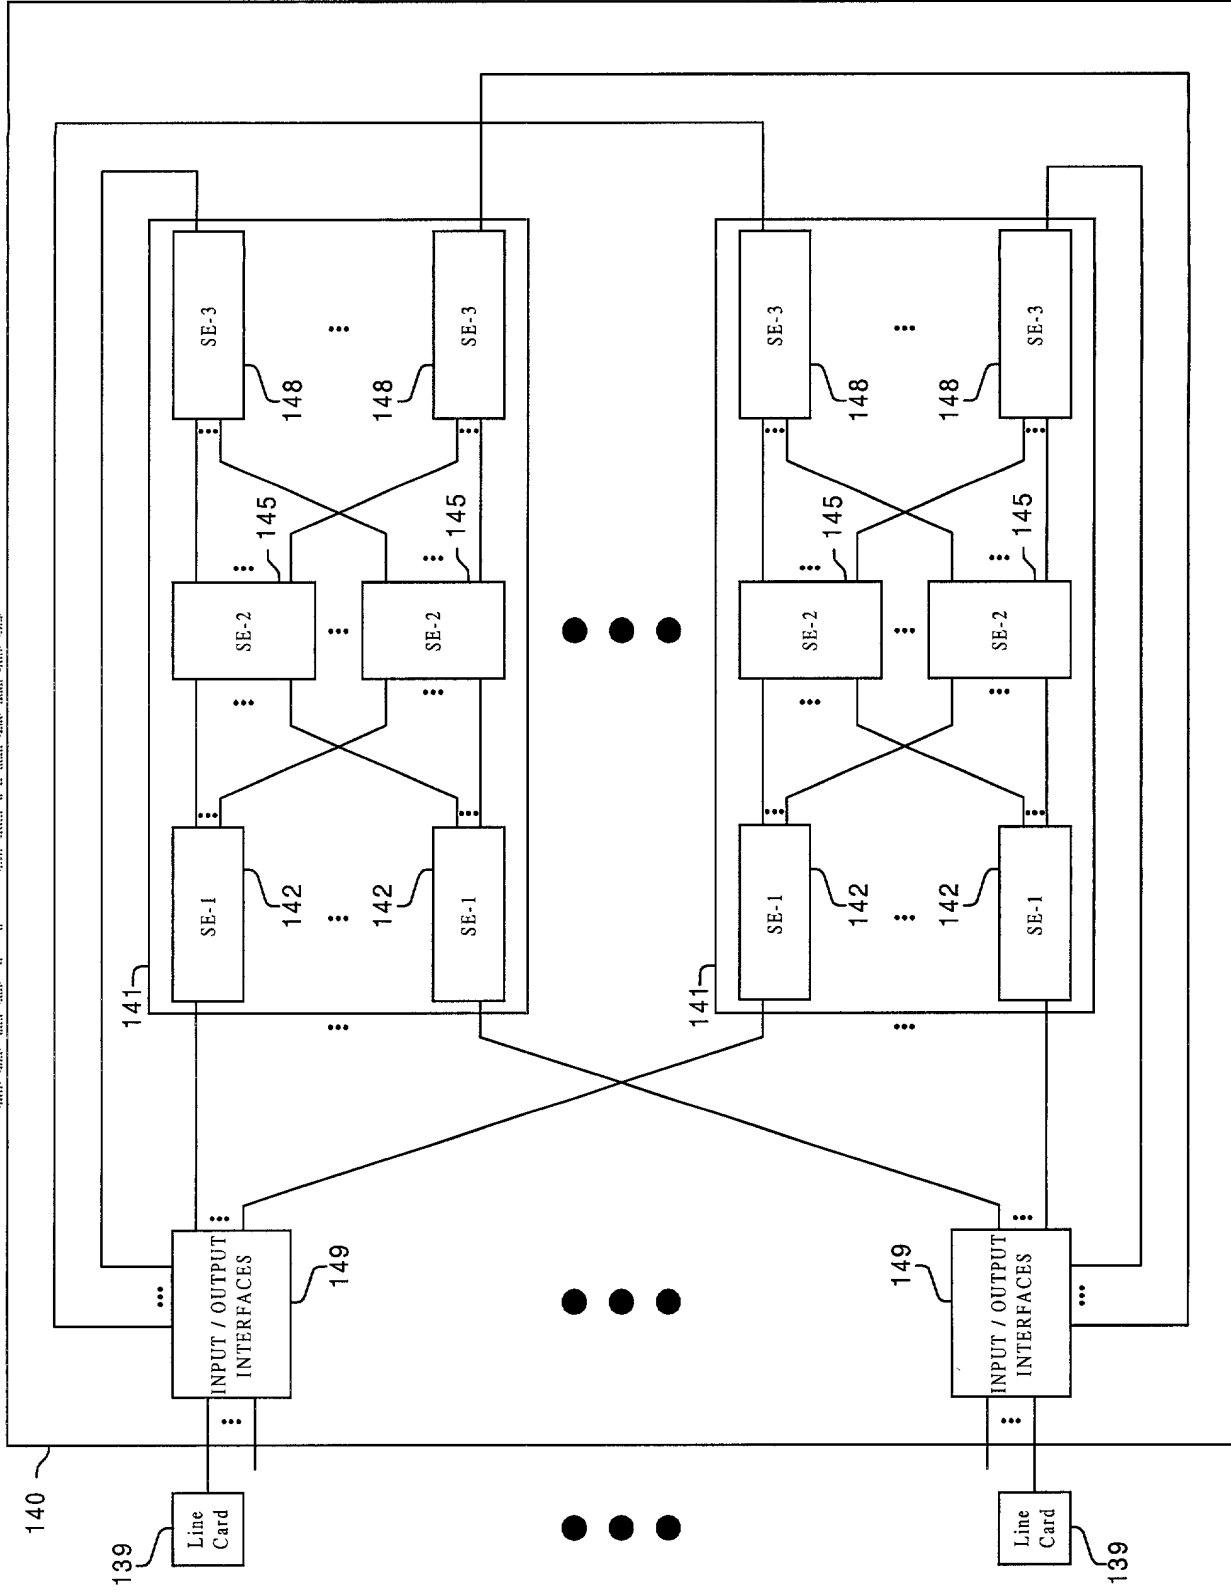 140
139
141
Line
Card
INPUT / OUTPUT
INTERFACES
SE-1
SE-2
SE-3
142
145
148
149
142
148
SE-1
SE-2
145
SE-3
141
SE-1
SE-2
SE-3
142
145
148
149
142
148
Line
Card
INPUT / OUTPUT
INTERFACES
SE-1
SE-2
145
SE-3
139